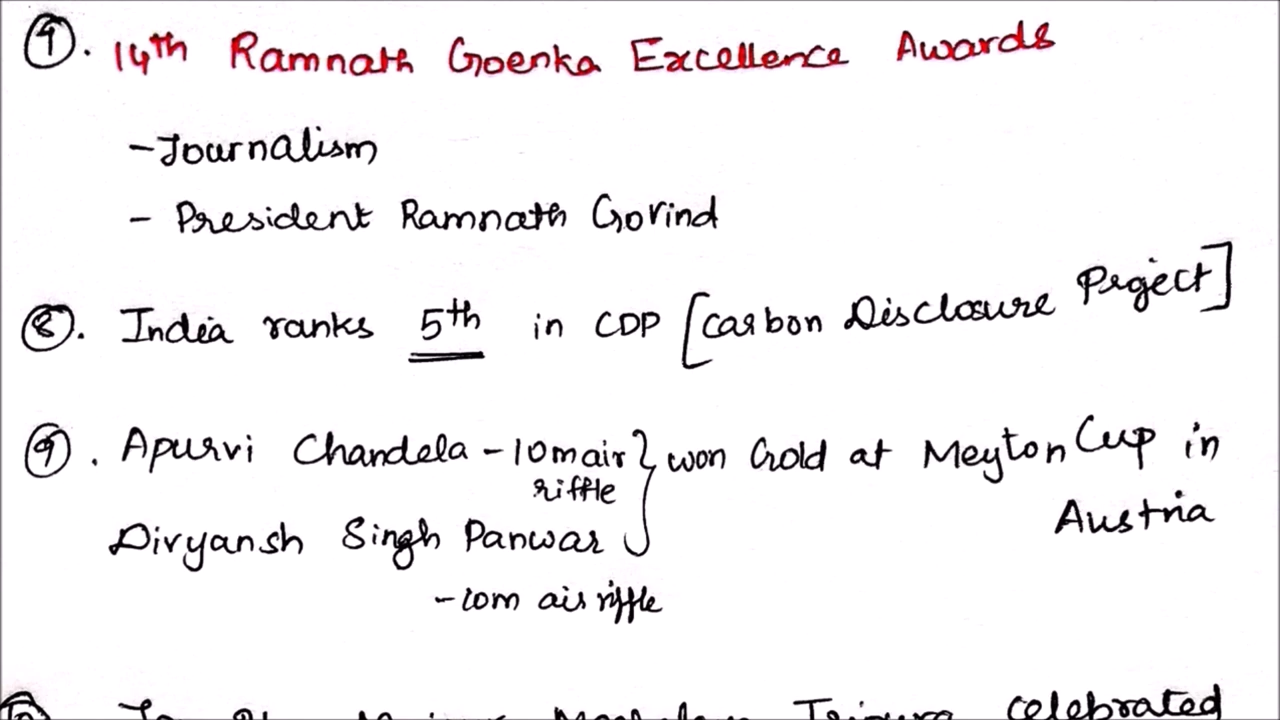 7. 14th Ramnath Goenka Excellence Awards
- Journalism
- President Ramnath Govind
8. India ranks 5th in CDP [Carbon Disclosure Project]
9. Apurvi Chandela - 10m air riffle } won Gold at Meyton Cup in Austria
Divyansh Singh Panwar
- 10m air riffle
Tripura celebrated